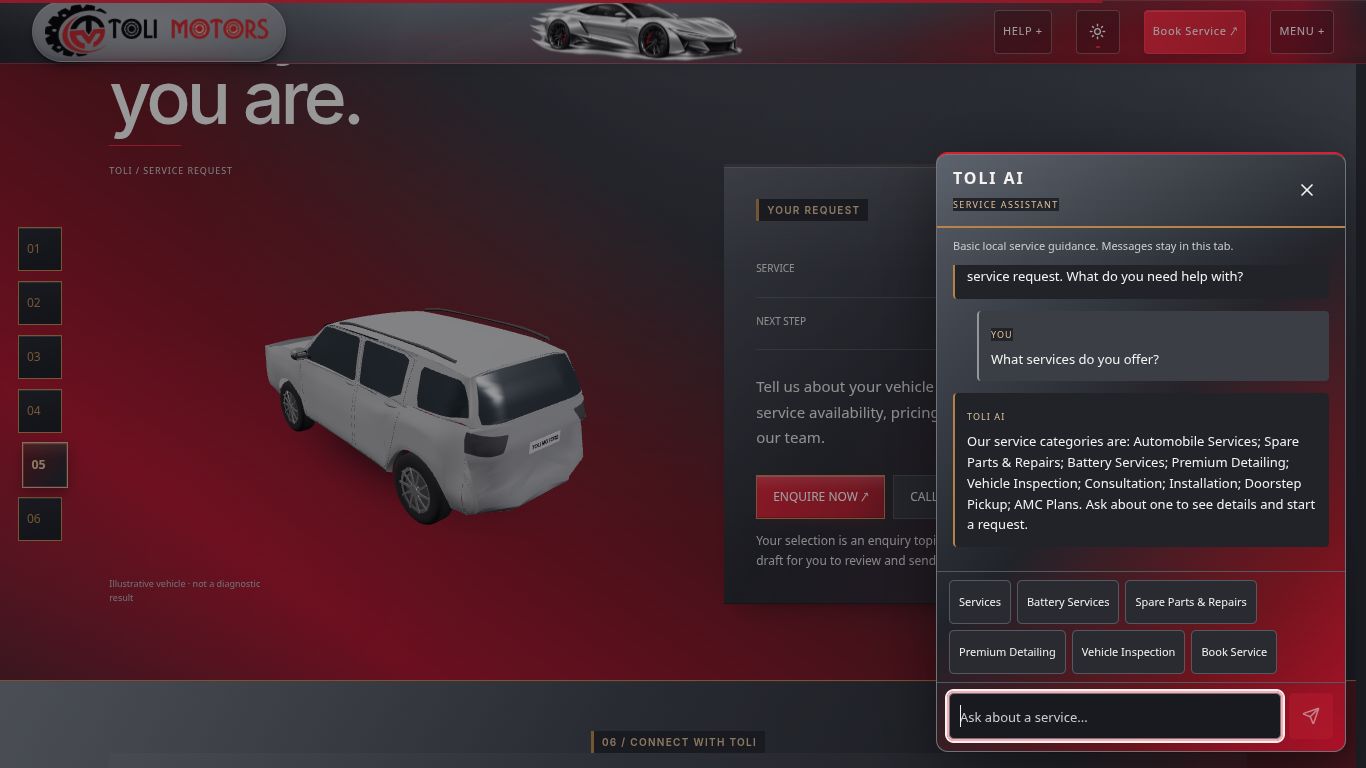 TOLI MOTORS
HELP +
Book Service ↗
MENU +
you are.
TOLI / SERVICE REQUEST
01
02
03
04
05
06
TOLI MOTORS
Illustrative vehicle · not a diagnostic
result
YOUR REQUEST
SERVICE
NEXT STEP
Tell us about your vehicle
service availability, pricing
our team.
ENQUIRE NOW ↗
CALL
Your selection is an enquiry topi
draft for you to review and send
06 / CONNECT WITH TOLI
TOLI AI
SERVICE ASSISTANT
Basic local service guidance. Messages stay in this tab.
service request. What do you need help with?
YOU
What services do you offer?
TOLI AI
Our service categories are: Automobile Services; Spare
Parts & Repairs; Battery Services; Premium Detailing;
Vehicle Inspection; Consultation; Installation; Doorstep
Pickup; AMC Plans. Ask about one to see details and start
a request.
Services
Battery Services
Spare Parts & Repairs
Premium Detailing
Vehicle Inspection
Book Service
Ask about a service...